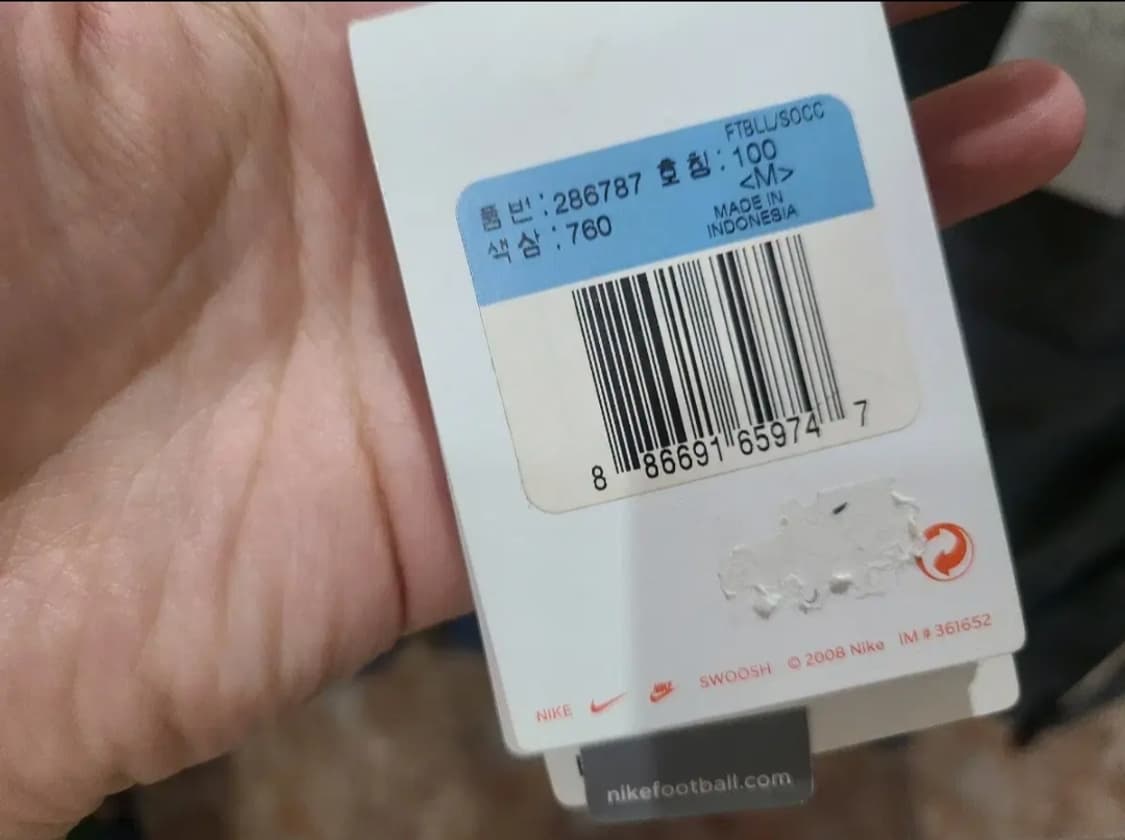 FTBLL/SOCC
품번:286787 호칭:100
<M>
색상:760
MADE IN
INDONESIA
8 86691 65974 7
NIKE SWOOSH © 2008 Nike IM # 361652
nikefootball.com